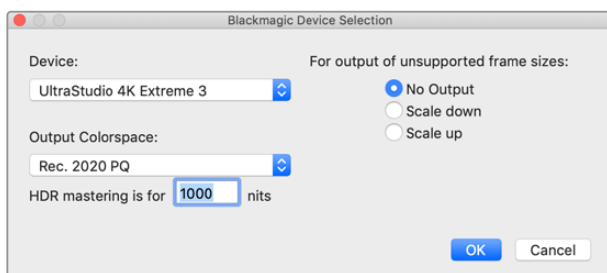 Blackmagic Device Selection
Device:
UltraStudio 4K Extreme 3
Output Colorspace:
Rec. 2020 PQ
HDR mastering is for 1000 nits
For output of unsupported frame sizes:
No Output
Scale down
Scale up
OK
Cancel